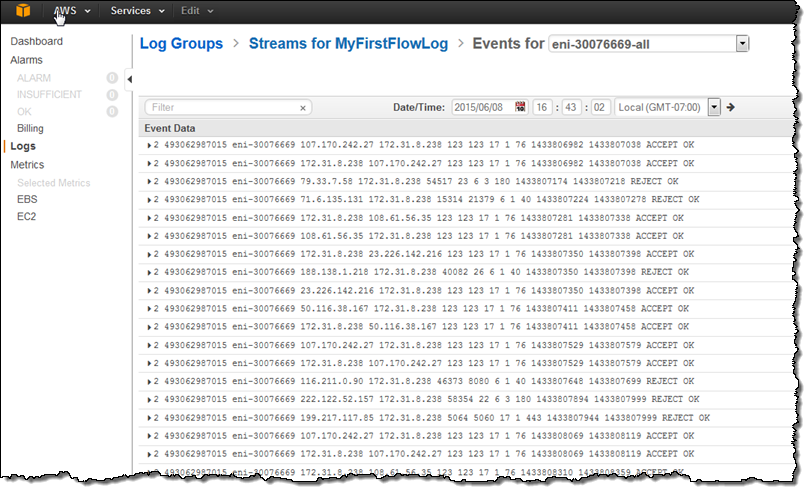 AWS Services Edit
Log Groups > Streams for MyFirstFlowLog > Events for eni-30076669-all
Dashboard
Alarms
ALARM 0
INSUFFICIENT 0
OK 0
Billing
Logs
Metrics
Selected Metrics
EBS
EC2
Filter × Date/Time: 2015/06/08 16 : 43 : 02 Local (GMT-07:00)
Event Data
2 493062987015 eni-30076669 107.170.242.27 172.31.8.238 123 123 17 1 76 1433806982 1433807038 ACCEPT OK
2 493062987015 eni-30076669 172.31.8.238 107.170.242.27 123 123 17 1 76 1433806982 1433807038 ACCEPT OK
2 493062987015 eni-30076669 79.33.7.58 172.31.8.238 54517 23 6 3 180 1433807174 1433807218 REJECT OK
2 493062987015 eni-30076669 71.6.135.131 172.31.8.238 15314 21379 6 1 40 1433807224 1433807278 REJECT OK
2 493062987015 eni-30076669 172.31.8.238 108.61.56.35 123 123 17 1 76 1433807281 1433807338 ACCEPT OK
2 493062987015 eni-30076669 108.61.56.35 172.31.8.238 123 123 17 1 76 1433807281 1433807338 ACCEPT OK
2 493062987015 eni-30076669 172.31.8.238 23.226.142.216 123 123 17 1 76 1433807350 1433807398 ACCEPT OK
2 493062987015 eni-30076669 188.138.1.218 172.31.8.238 40082 26 6 1 40 1433807350 1433807398 REJECT OK
2 493062987015 eni-30076669 23.226.142.216 172.31.8.238 123 123 17 1 76 1433807350 1433807398 ACCEPT OK
2 493062987015 eni-30076669 50.116.38.167 172.31.8.238 123 123 17 1 76 1433807411 1433807458 ACCEPT OK
2 493062987015 eni-30076669 172.31.8.238 50.116.38.167 123 123 17 1 76 1433807411 1433807458 ACCEPT OK
2 493062987015 eni-30076669 107.170.242.27 172.31.8.238 123 123 17 1 76 1433807529 1433807579 ACCEPT OK
2 493062987015 eni-30076669 172.31.8.238 107.170.242.27 123 123 17 1 76 1433807529 1433807579 ACCEPT OK
2 493062987015 eni-30076669 116.211.0.90 172.31.8.238 46373 8080 6 1 40 1433807648 1433807699 REJECT OK
2 493062987015 eni-30076669 222.122.52.157 172.31.8.238 58354 22 6 3 180 1433807894 1433807999 REJECT OK
2 493062987015 eni-30076669 199.217.117.85 172.31.8.238 5064 5060 17 1 443 1433807944 1433807999 REJECT OK
2 493062987015 eni-30076669 107.170.242.27 172.31.8.238 123 123 17 1 76 1433808069 1433808119 ACCEPT OK
2 493062987015 eni-30076669 172.31.8.238 107.170.242.27 123 123 17 1 76 1433808069 1433808119 ACCEPT OK
2 493062987015 eni-30076669 172.31.8.238 108.61.56.35 123 123 17 1 76 1433808310 1433808359 ACCEPT OK